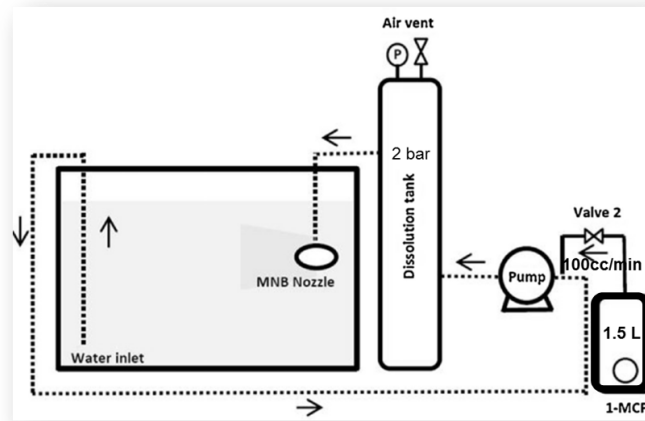 Air vent
P
2 bar
Dissolution tank
Valve 2
100cc/min
Pump
MNB Nozzle
1.5 L
Water inlet
1-MCP